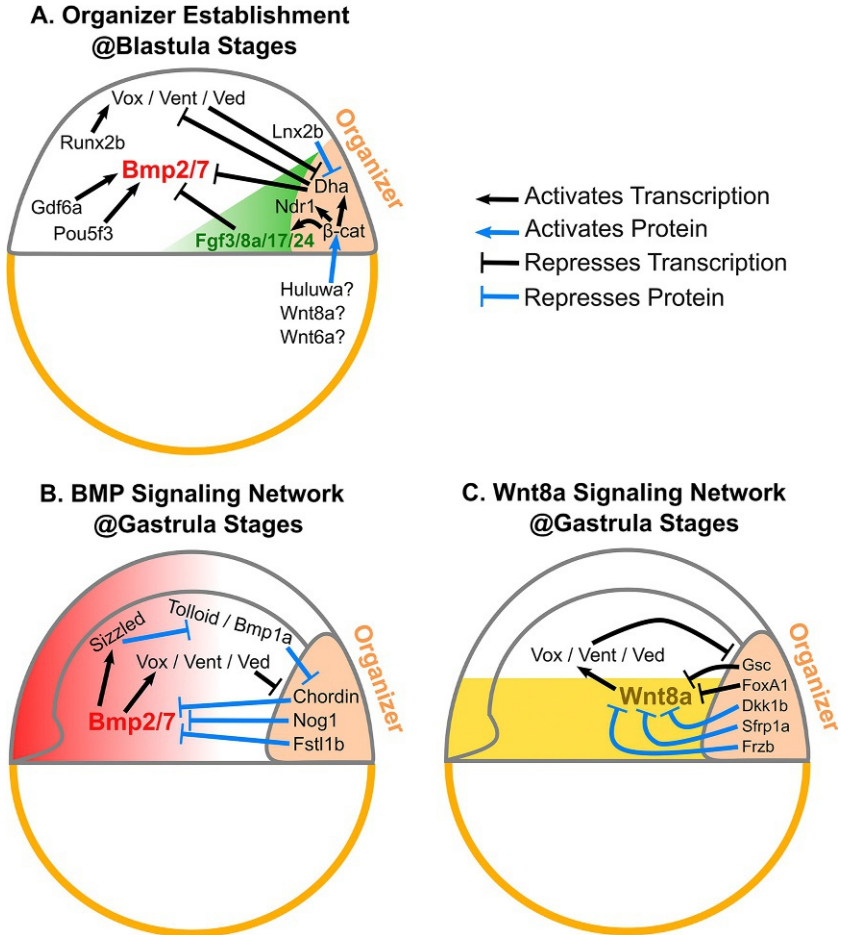 A. Organizer Establishment
@Blastula Stages
Vox / Vent / Ved
Runx2b
Lnx2b
Organizer
Bmp2/7
Dha
Gdf6a
Ndr1
Pou5f3
Fgf3/8a/17/24
β-cat
Huluwa?
Wnt8a?
Wnt6a?
Activates Transcription
Activates Protein
Represses Transcription
Represses Protein
B. BMP Signaling Network
@Gastrula Stages
Sizzled
Tolloid / Bmp1a
Organizer
Vox / Vent / Ved
Bmp2/7
Chordin
Nog1
Fstl1b
C. Wnt8a Signaling Network
@Gastrula Stages
Organizer
Vox / Vent / Ved
Wnt8a
Gsc
FoxA1
Dkk1b
Sfrp1a
Frzb